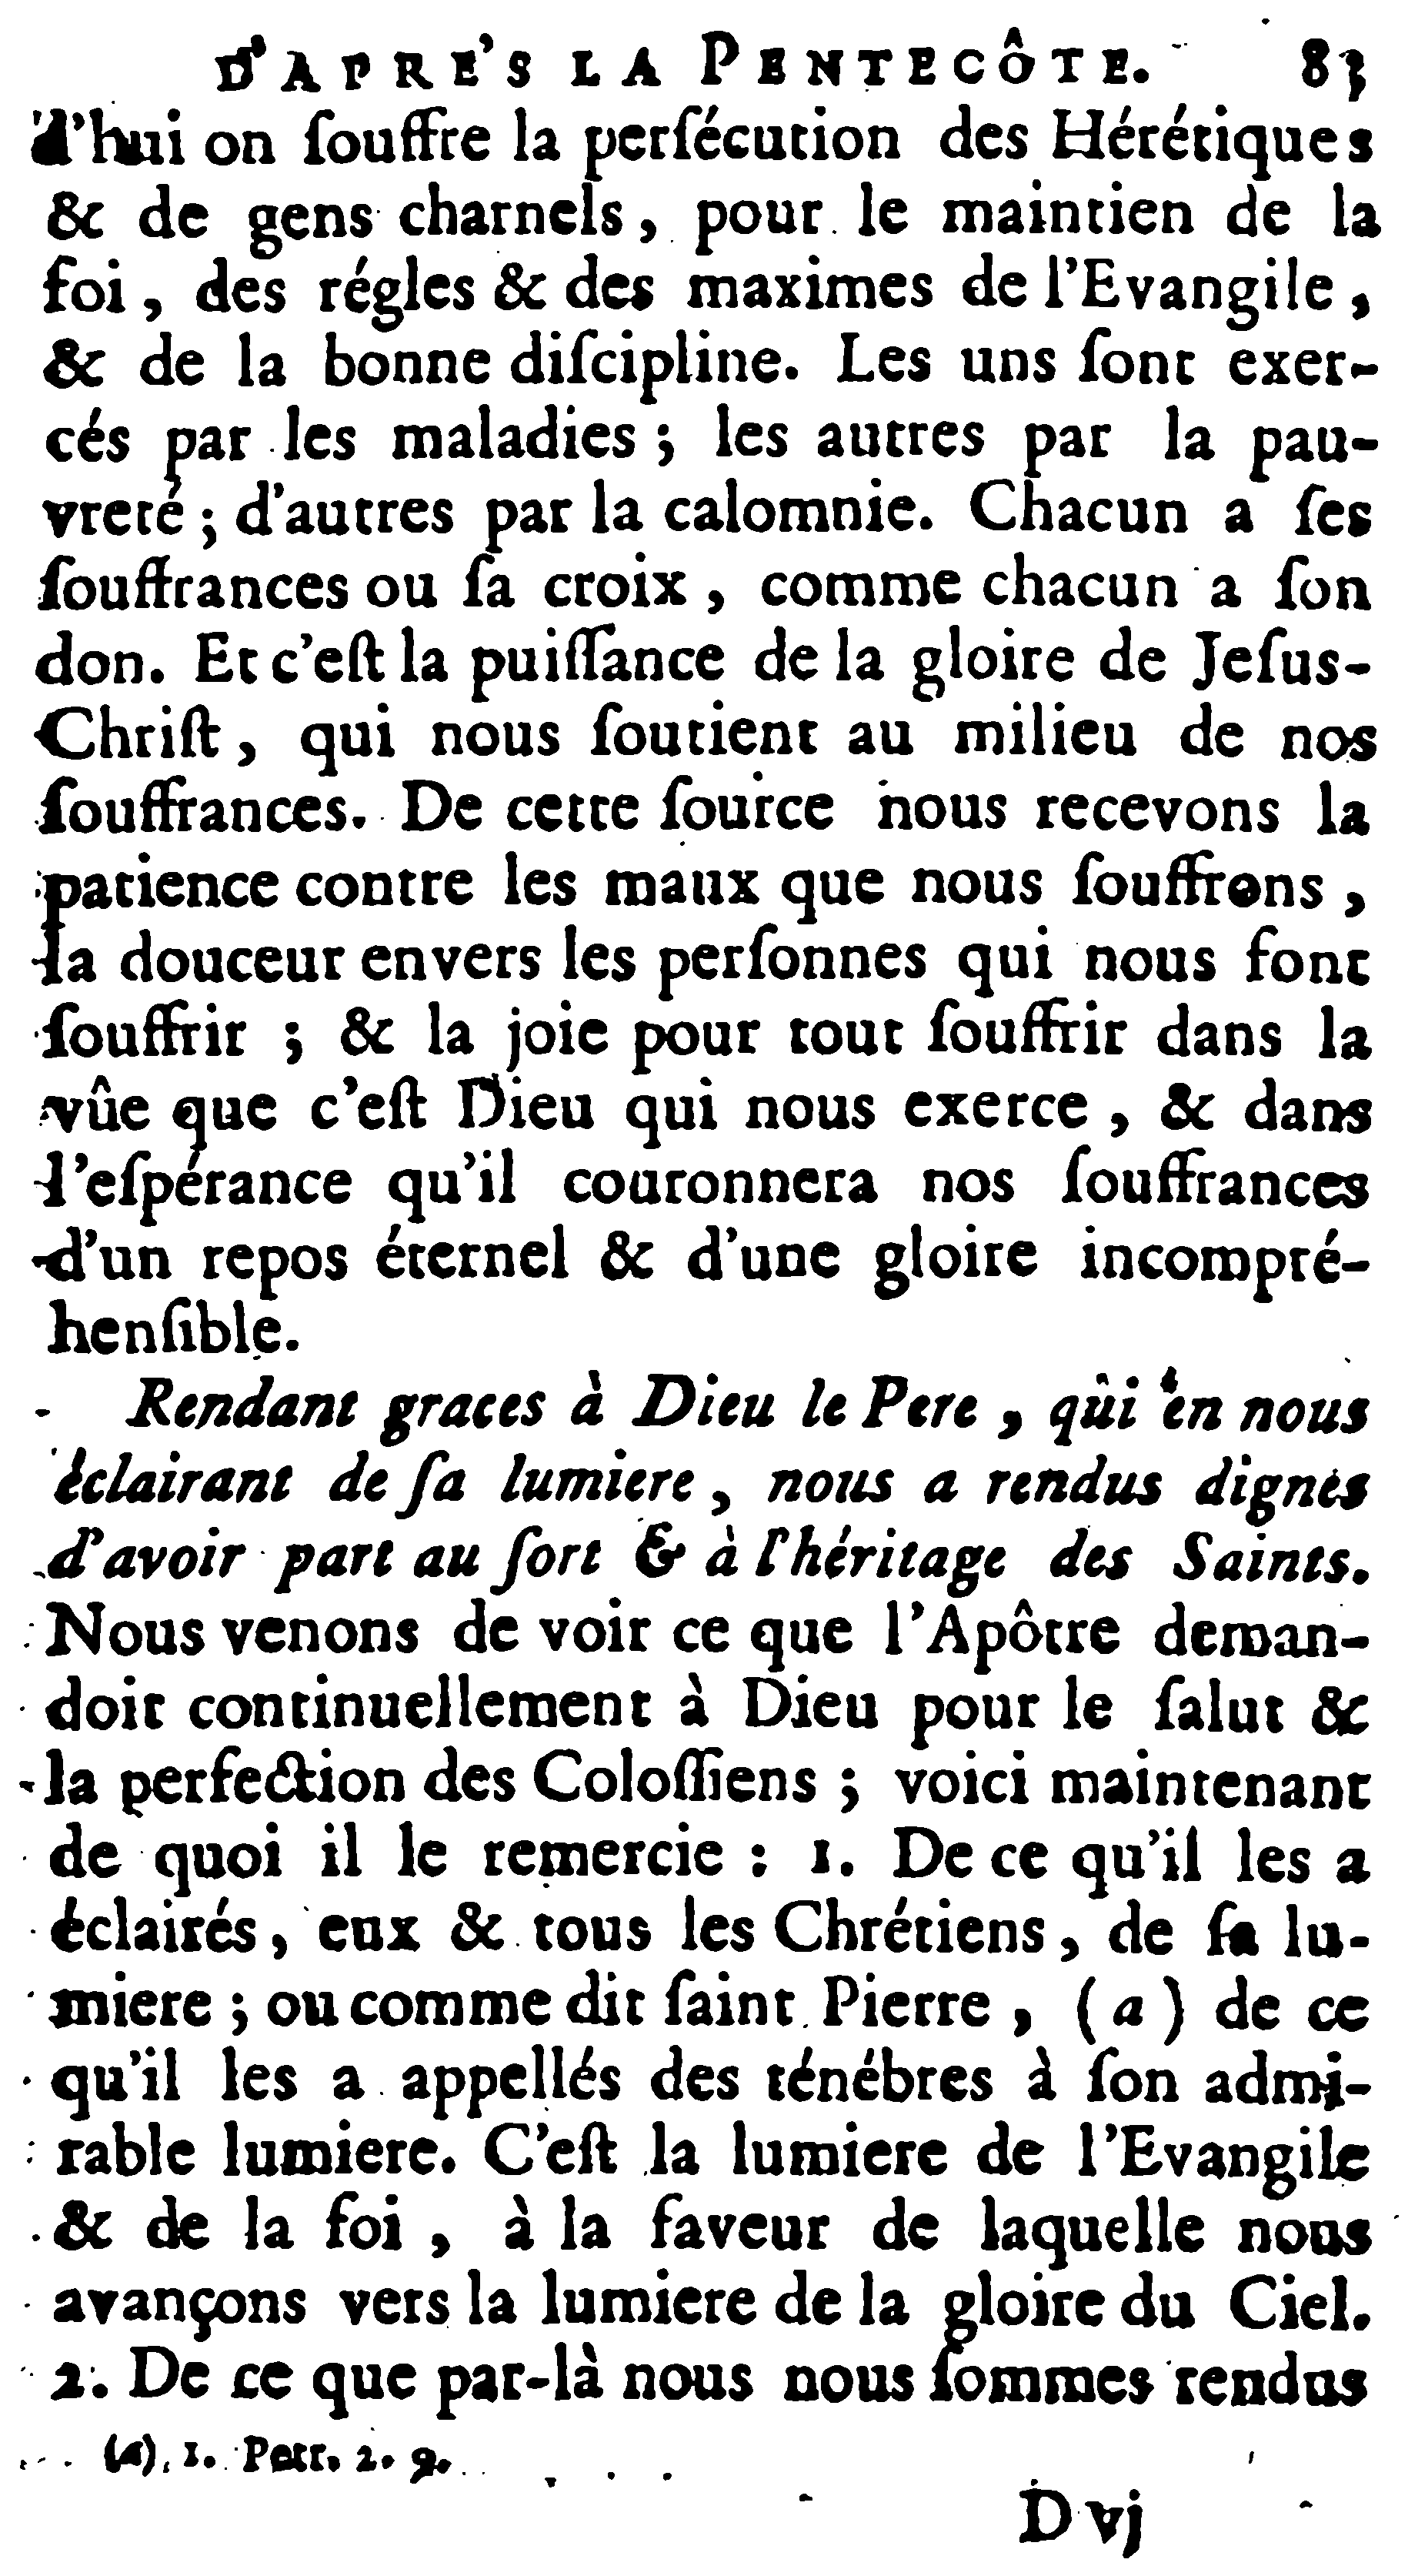 D'APRE'S LA PENTECÔTE. 83
d'hui on ſouffre la perſécution des Hérétiques
& de gens charnels, pour le maintien de la
foi, des régles & des maximes de l'Evangile,
& de la bonne diſcipline. Les uns ſont exer-
cés par les maladies ; les autres par la pau-
vreté ; d'autres par la calomnie. Chacun a ſes
ſouffrances ou ſa croix, comme chacun a ſon
don. Et c'eſt la puiſſance de la gloire de Jeſus-
Chriſt, qui nous ſoutient au milieu de nos
ſouffrances. De cette ſource nous recevons la
patience contre les maux que nous ſouffrons,
la douceur envers les perſonnes qui nous font
ſouffrir ; & la joie pour tout ſouffrir dans la
vûe que c'eſt Dieu qui nous exerce, & dans
l'eſpérance qu'il couronnera nos ſouffrances
d'un repos éternel & d'une gloire incompré-
henſible.
Rendant graces à Dieu le Pere, qui en nous
éclairant de ſa lumiere, nous a rendus dignes
d'avoir part au ſort & à l'héritage des Saints.
Nous venons de voir ce que l'Apôtre deman-
doit continuellement à Dieu pour le ſalut &
la perfection des Coloſſiens ; voici maintenant
de quoi il le remercie : 1. De ce qu'il les a
éclairés, eux & tous les Chrétiens, de ſa lu-
miere ; ou comme dit ſaint Pierre, (a) de ce
qu'il les a appellés des ténébres à ſon admi-
rable lumiere. C'eſt la lumiere de l'Evangile
& de la foi, à la faveur de laquelle nous
avançons vers la lumiere de la gloire du Ciel.
2. De ce que par-là nous nous ſommes rendus
(a) 1. Petr. 2. 9.
D vj